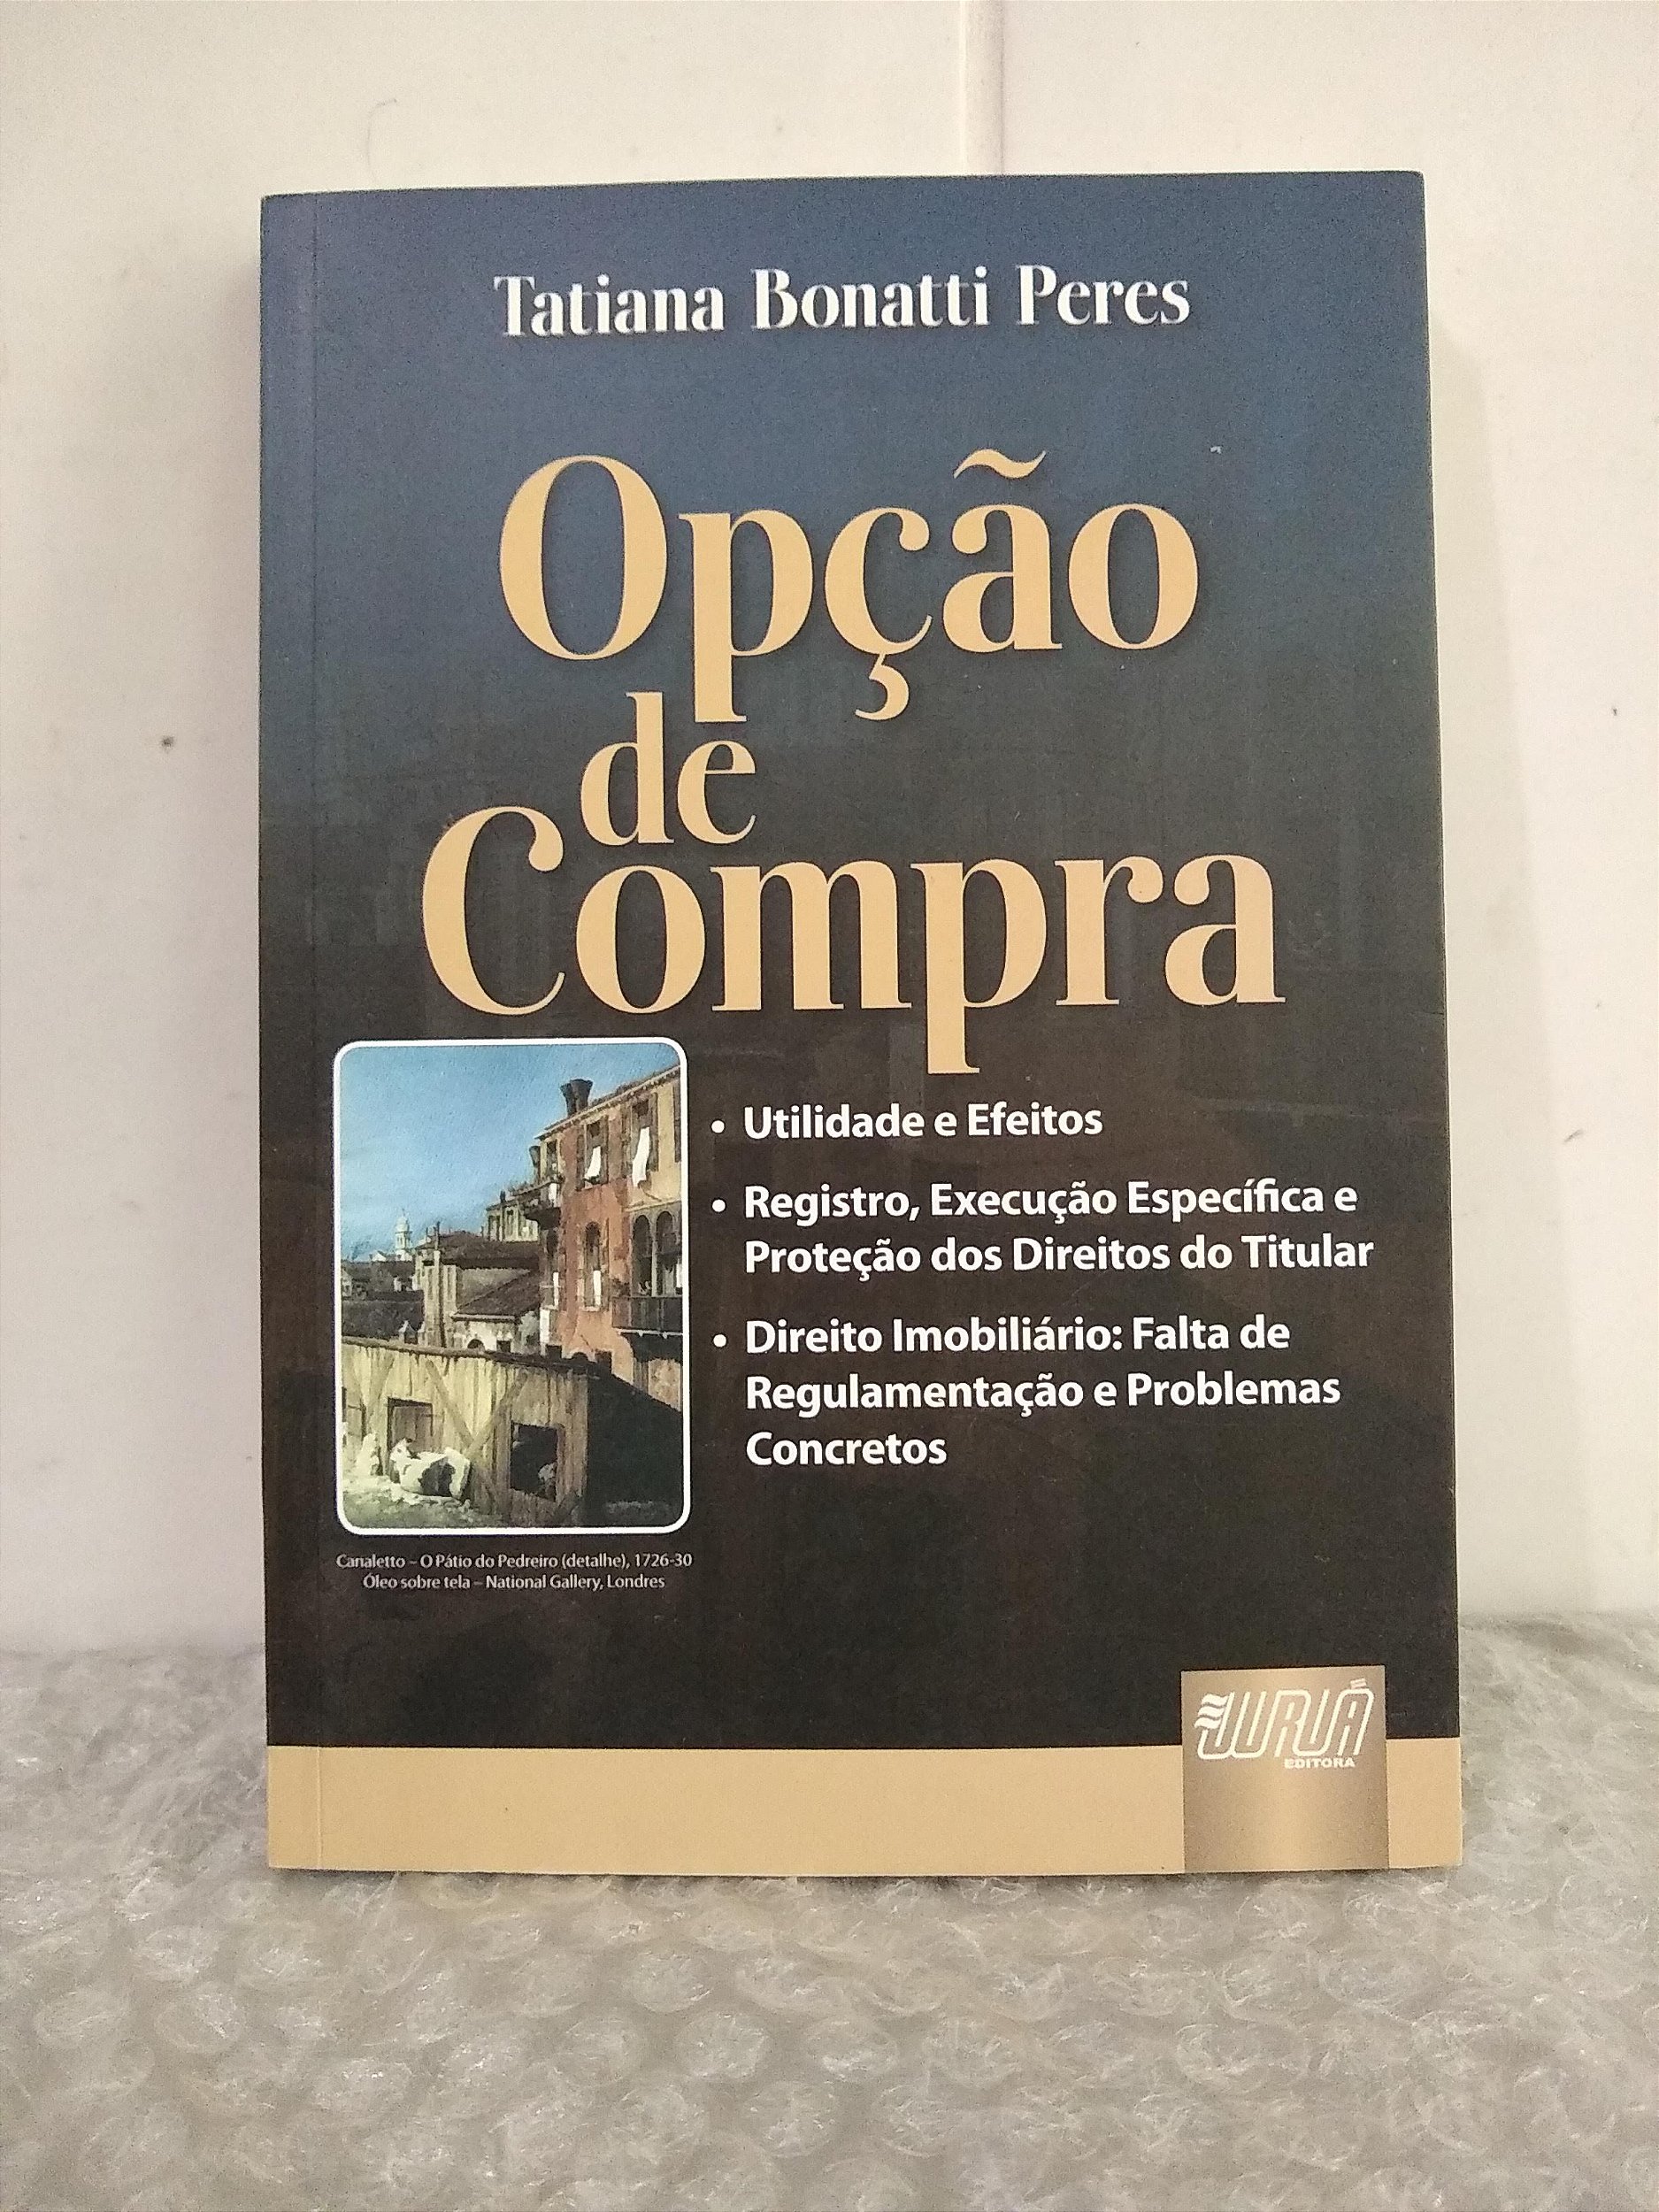 Tatiana Bonatti Peres
Opção
de
Compra
• Utilidade e Efeitos
• Registro, Execução Específica e
Proteção dos Direitos do Titular
• Direito Imobiliário: Falta de
Regulamentação e Problemas
Concretos
Canaletto – O Pátio do Pedreiro (detalhe), 1726-30
Óleo sobre tela – National Gallery, Londres
JURUÁ
EDITORA